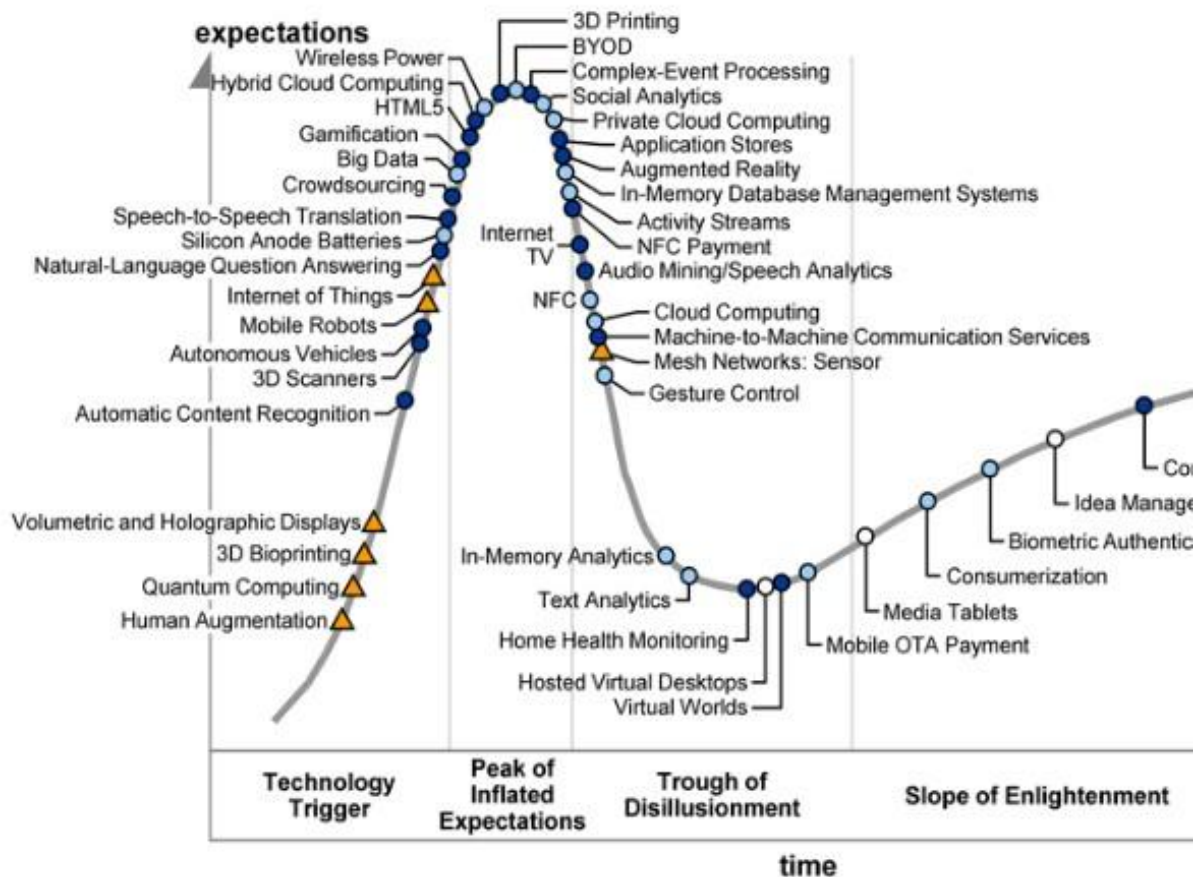 expectations
3D Printing
BYOD
Wireless Power
Complex-Event Processing
Hybrid Cloud Computing
Social Analytics
HTML5
Private Cloud Computing
Gamification
Application Stores
Big Data
Augmented Reality
Crowdsourcing
In-Memory Database Management Systems
Speech-to-Speech Translation
Activity Streams
Silicon Anode Batteries
Internet
TV
NFC Payment
Natural-Language Question Answering
Audio Mining/Speech Analytics
Internet of Things
NFC
Mobile Robots
Cloud Computing
Autonomous Vehicles
Machine-to-Machine Communication Services
3D Scanners
Mesh Networks: Sensor
Gesture Control
Automatic Content Recognition
Con
Idea Manage
Volumetric and Holographic Displays
Biometric Authentic
3D Bioprinting
In-Memory Analytics
Consumerization
Quantum Computing
Text Analytics
Media Tablets
Human Augmentation
Home Health Monitoring
Mobile OTA Payment
Hosted Virtual Desktops
Virtual Worlds
Technology
Trigger
Peak of
Inflated
Expectations
Trough of
Disillusionment
Slope of Enlightenment
time